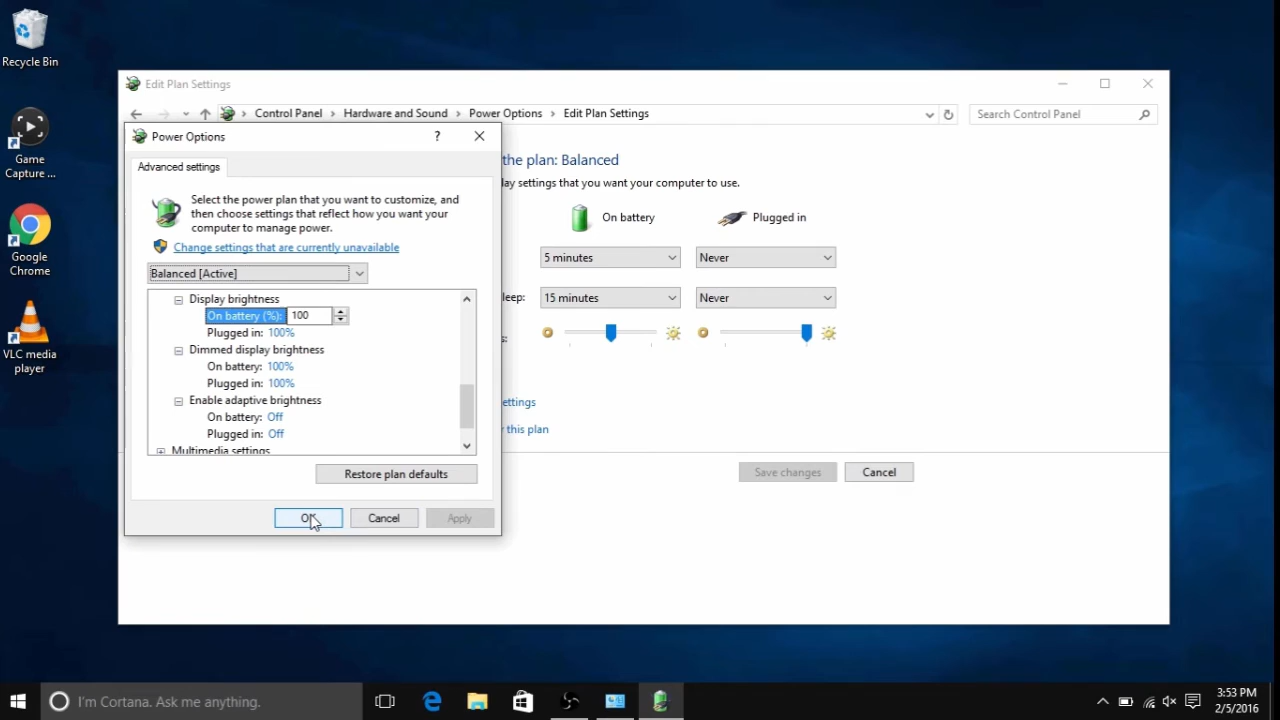 Recycle Bin
Game
Capture ...
Google
Chrome
VLC media
player
Edit Plan Settings
Control Panel > Hardware and Sound > Power Options > Edit Plan Settings
Search Control Panel
Power Options
?
Advanced settings
Select the power plan that you want to customize, and
then choose settings that reflect how you want your
computer to manage power.
Change settings that are currently unavailable
Balanced [Active]
Display brightness
On battery (%): 100
Plugged in: 100%
Dimmed display brightness
On battery: 100%
Plugged in: 100%
Enable adaptive brightness
On battery: Off
Plugged in: Off
Multimedia settings
Restore plan defaults
OK
Cancel
Apply
the plan: Balanced
lay settings that you want your computer to use.
On battery
Plugged in
5 minutes
Never
leep:
15 minutes
Never
s:
ettings
r this plan
Save changes
Cancel
I'm Cortana. Ask me anything.
3:53 PM
2/5/2016